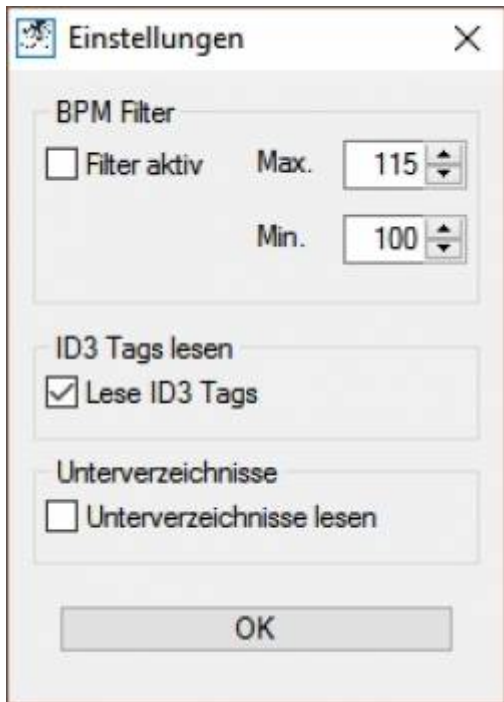 Einstellungen
BPM Filter
Filter aktiv Max. 115
Min. 100
ID3 Tags lesen
Lese ID3 Tags
Unterverzeichnisse
Unterverzeichnisse lesen
OK